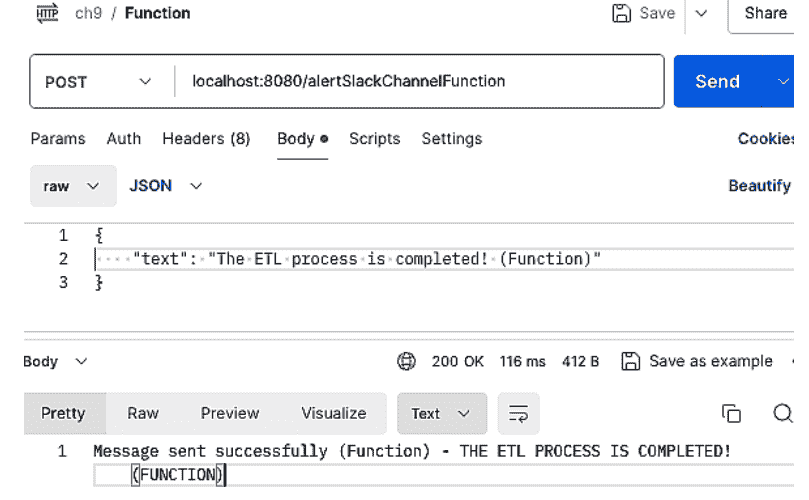 HTTP ch9 / Function Save Share
POST localhost:8080/alertSlackChannelFunction Send
Params Auth Headers (8) Body Scripts Settings Cookies
raw JSON Beautify
1 {
2 "text": "The ETL process is completed! (Function)"
3 }
Body 200 OK 116 ms 412 B Save as example
Pretty Raw Preview Visualize Text
1 Message sent successfully (Function) - THE ETL PROCESS IS COMPLETED!
(FUNCTION)